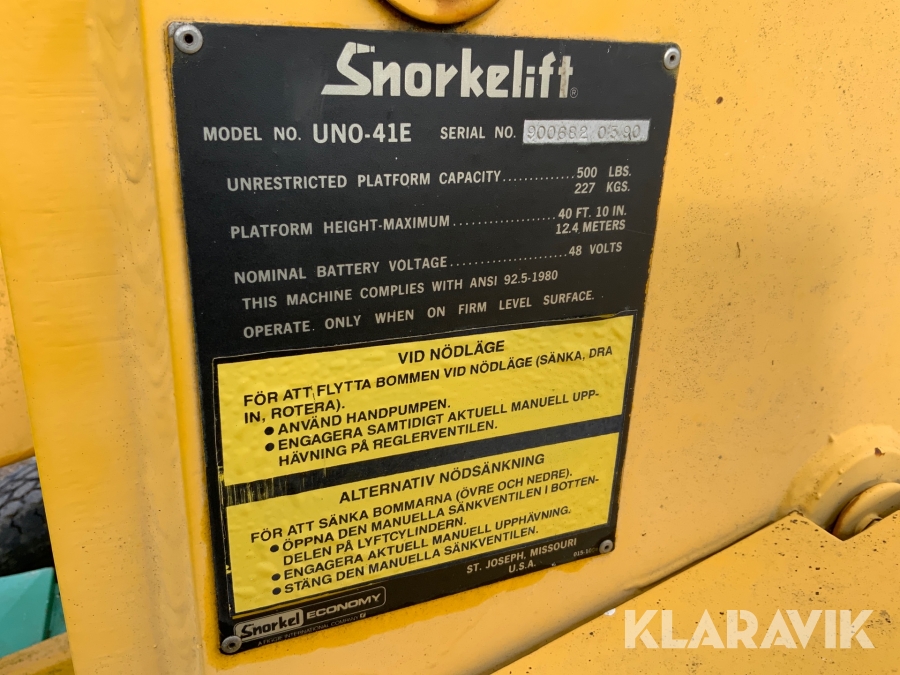 Snorkelift®
MODEL NO. UNO-41E SERIAL NO. 900682 0590
UNRESTRICTED PLATFORM CAPACITY..............500 LBS.
227 KGS.
PLATFORM HEIGHT-MAXIMUM....................40 FT. 10 IN.
12.4 METERS
NOMINAL BATTERY VOLTAGE.....................48 VOLTS
THIS MACHINE COMPLIES WITH ANSI 92.5-1980
OPERATE ONLY WHEN ON FIRM LEVEL SURFACE.
VID NÖDLÄGE
FÖR ATT FLYTTA BOMMEN VID NÖDLÄGE (SÄNKA, DRA
IN, ROTERA).
• ANVÄND HANDPUMPEN.
• ENGAGERA SAMTIDIGT AKTUELL MANUELL UPP-
HÄVNING PÅ REGLERVENTILEN.
ALTERNATIV NÖDSÄNKNING
FÖR ATT SÄNKA BOMMARNA (ÖVRE OCH NEDRE).
• ÖPPNA DEN MANUELLA SÄNKVENTILEN I BOTTEN-
DELEN PÅ LYFTCYLINDERN.
• ENGAGERA AKTUELL MANUELL UPPHÄVNING.
• STÄNG DEN MANUELLA SÄNKVENTILEN.
ST. JOSEPH, MISSOURI
U.S.A.
Snorkel ECONOMY
KLARAVIK